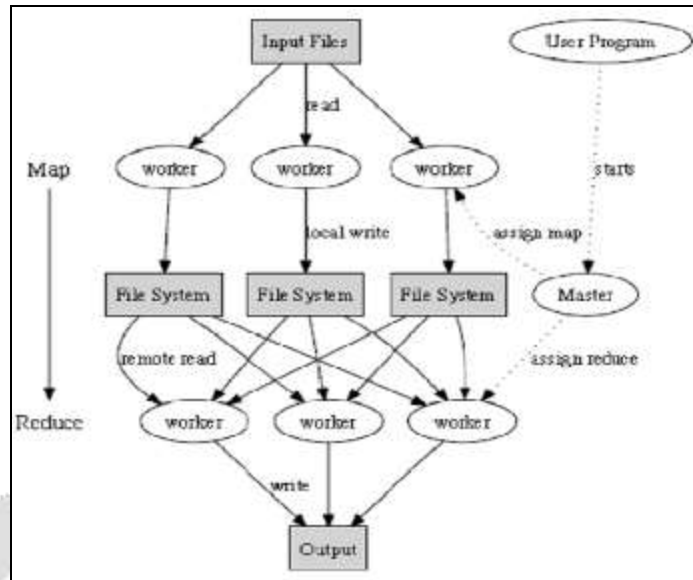 Input Files
User Program
read
Map
worker
worker
worker
starts
local write
assign map
File System
File System
File System
Master
remote read
assign reduce
Reduce
worker
worker
worker
write
Output